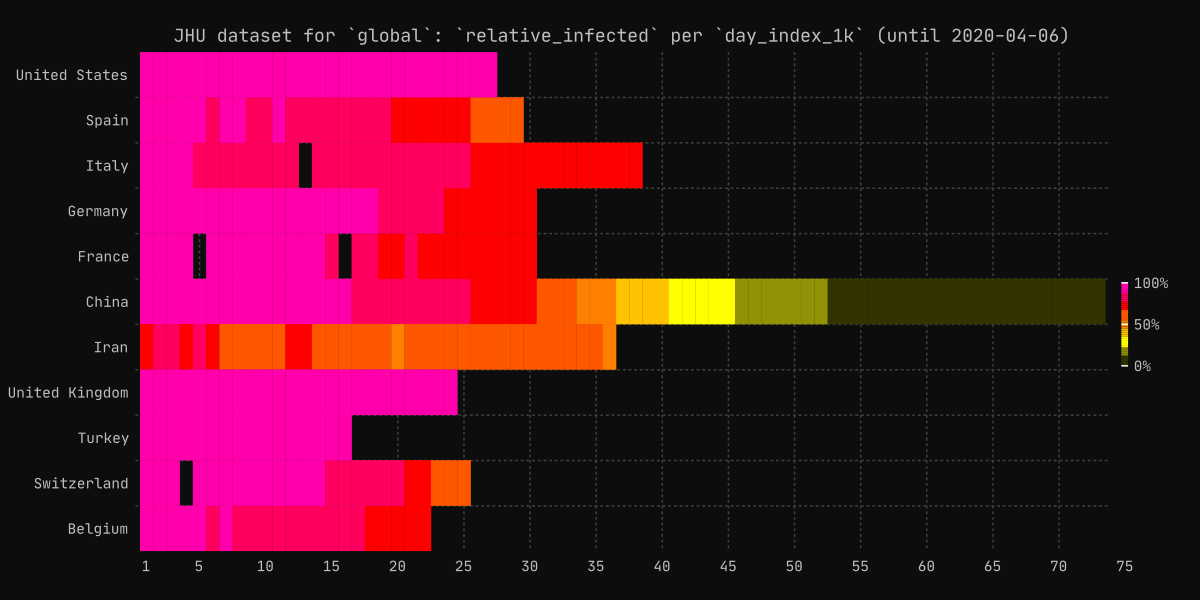 JHU dataset for `global`: `relative_infected` per `day_index_1k` (until 2020-04-06)
United States
Spain
Italy
Germany
France
China
Iran
United Kingdom
Turkey
Switzerland
Belgium
100%
50%
0%
1 5 10 15 20 25 30 35 40 45 50 55 60 65 70 75